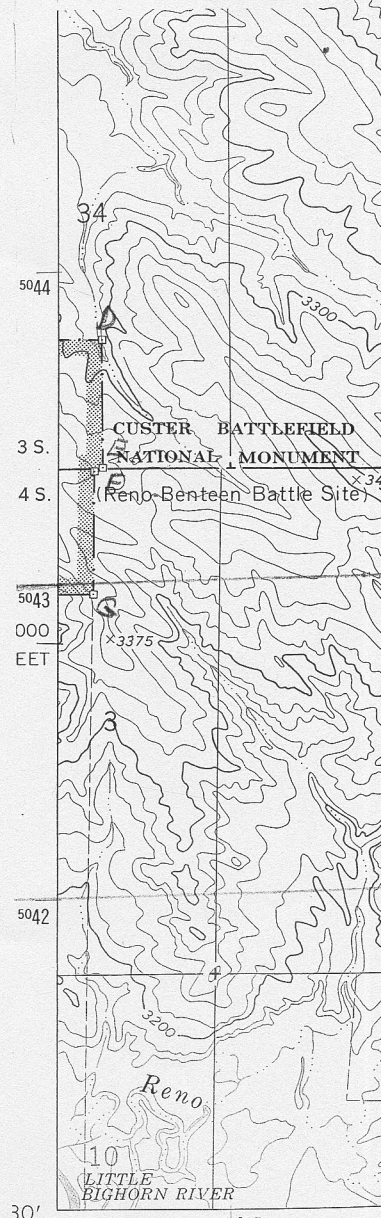 34
5044
3300
D
CUSTER BATTLEFIELD
3 S.
NATIONAL MONUMENT
34
E
4 S.
(Reno-Benteen Battle Site)
5043
G
000
3375
EET
3
5042
3200
Reno
10
LITTLE
BIGHORN RIVER
30'